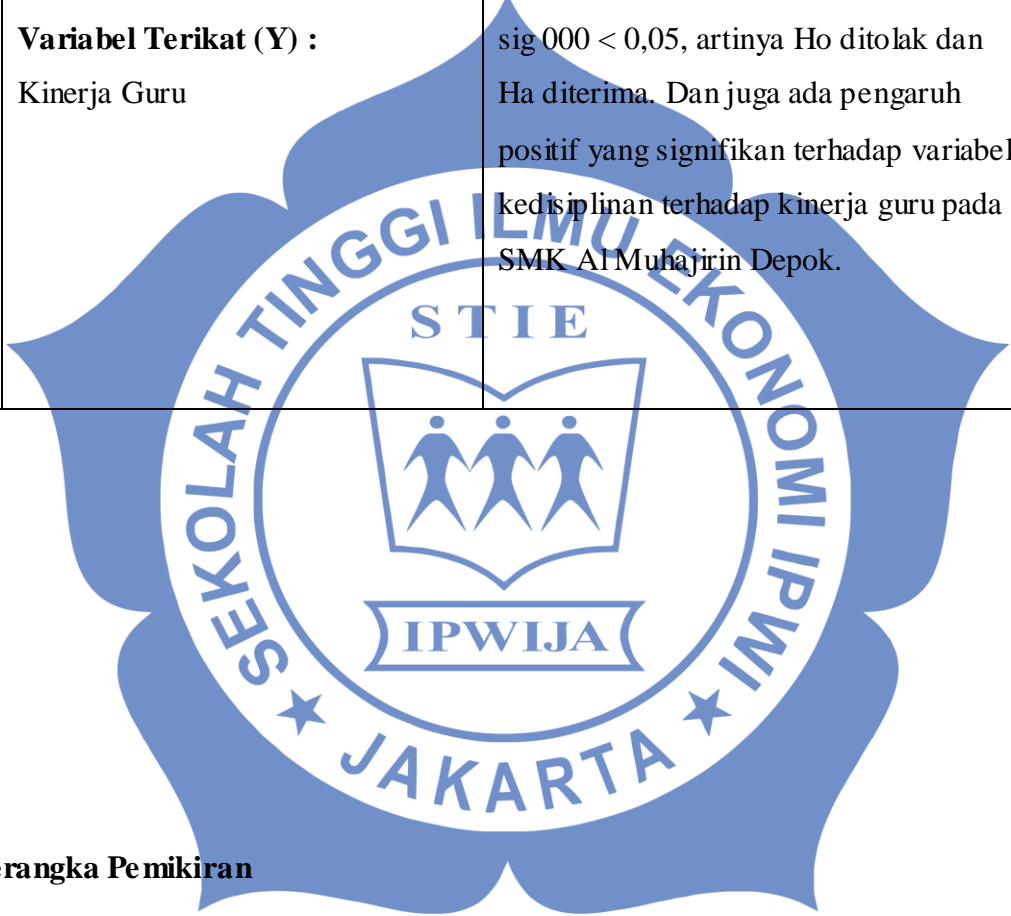 Variabel Terikat (Y) :
Kinerja Guru
sig 000 < 0,05, artinya Ho ditolak dan
Ha diterima. Dan juga ada pengaruh
positif yang signifikan terhadap variabel
kedisiplinan terhadap kinerja guru pada
SMK Al Muhajirin Depok.
SEKOLAH TINGGI ILMU EKONOMI IPWI
STIE
IPWIJA
★ JAKARTA ★
erangka Pemikiran